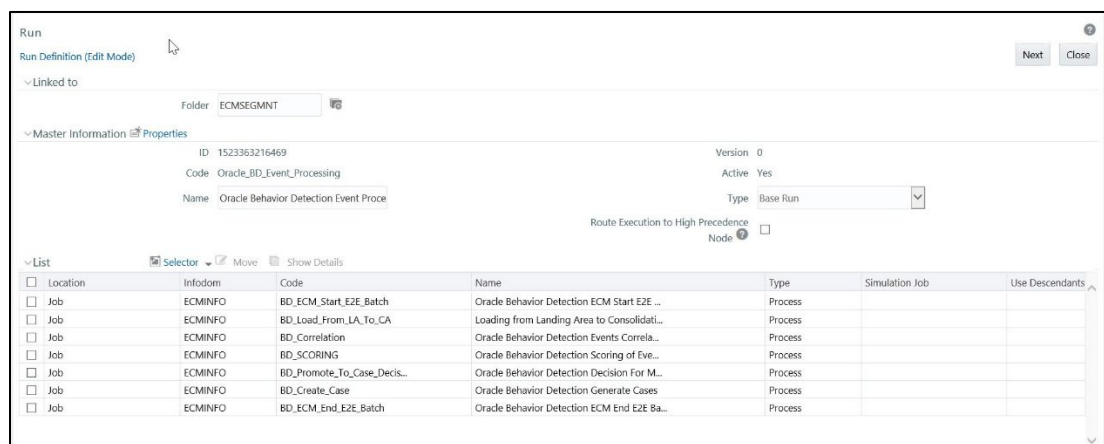 Run
Run Definition (Edit Mode)
Next Close
Linked to
Folder ECMSEGMNT
Master Information Properties
ID 1523363216469 Version 0
Code Oracle_BD_Event_Processing Active Yes
Name Oracle Behavior Detection Event Proce Type Base Run
Route Execution to High Precedence
Node
List Selector Move Show Details
Location Infodom Code Name Type Simulation Job Use Descendants
Job ECMINFO BD_ECM_Start_E2E_Batch Oracle Behavior Detection ECM Start E2E ... Process
Job ECMINFO BD_Load_From_LA_To_CA Loading from Landing Area to Consolidati... Process
Job ECMINFO BD_Correlation Oracle Behavior Detection Events Correla... Process
Job ECMINFO BD_SCORING Oracle Behavior Detection Scoring of Eve... Process
Job ECMINFO BD_Promote_To_Case_Decis... Oracle Behavior Detection Decision For M... Process
Job ECMINFO BD_Create_Case Oracle Behavior Detection Generate Cases Process
Job ECMINFO BD_ECM_End_E2E_Batch Oracle Behavior Detection ECM End E2E Ba... Process